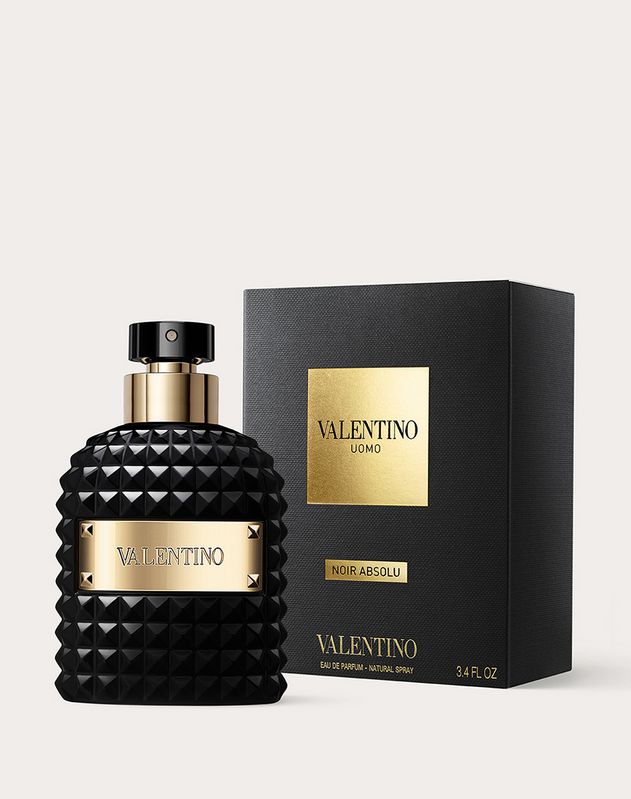 VALENTINO
VALENTINO
UOMO
NOIR ABSOLU
VALENTINO
EAU DE PARFUM - NATURAL SPRAY
3.4 FL OZ